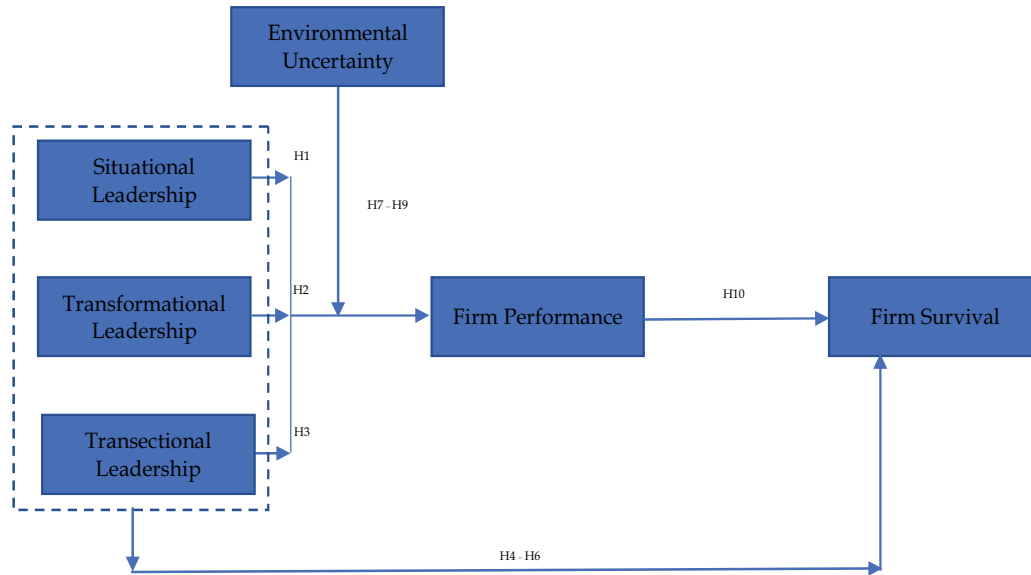 Environmental
Uncertainty
Situational
Leadership
H1
H7 - H9
Transformational
Leadership
H2
Firm Performance
H10
Firm Survival
Transectional
Leadership
H3
H4 - H6